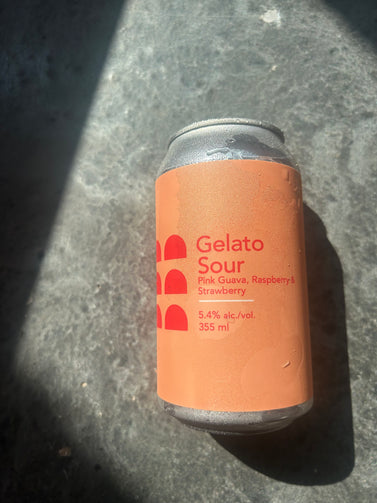 Gelato
Sour
Pink Guava, Raspberry &
Strawberry
5.4% alc./vol.
355 ml